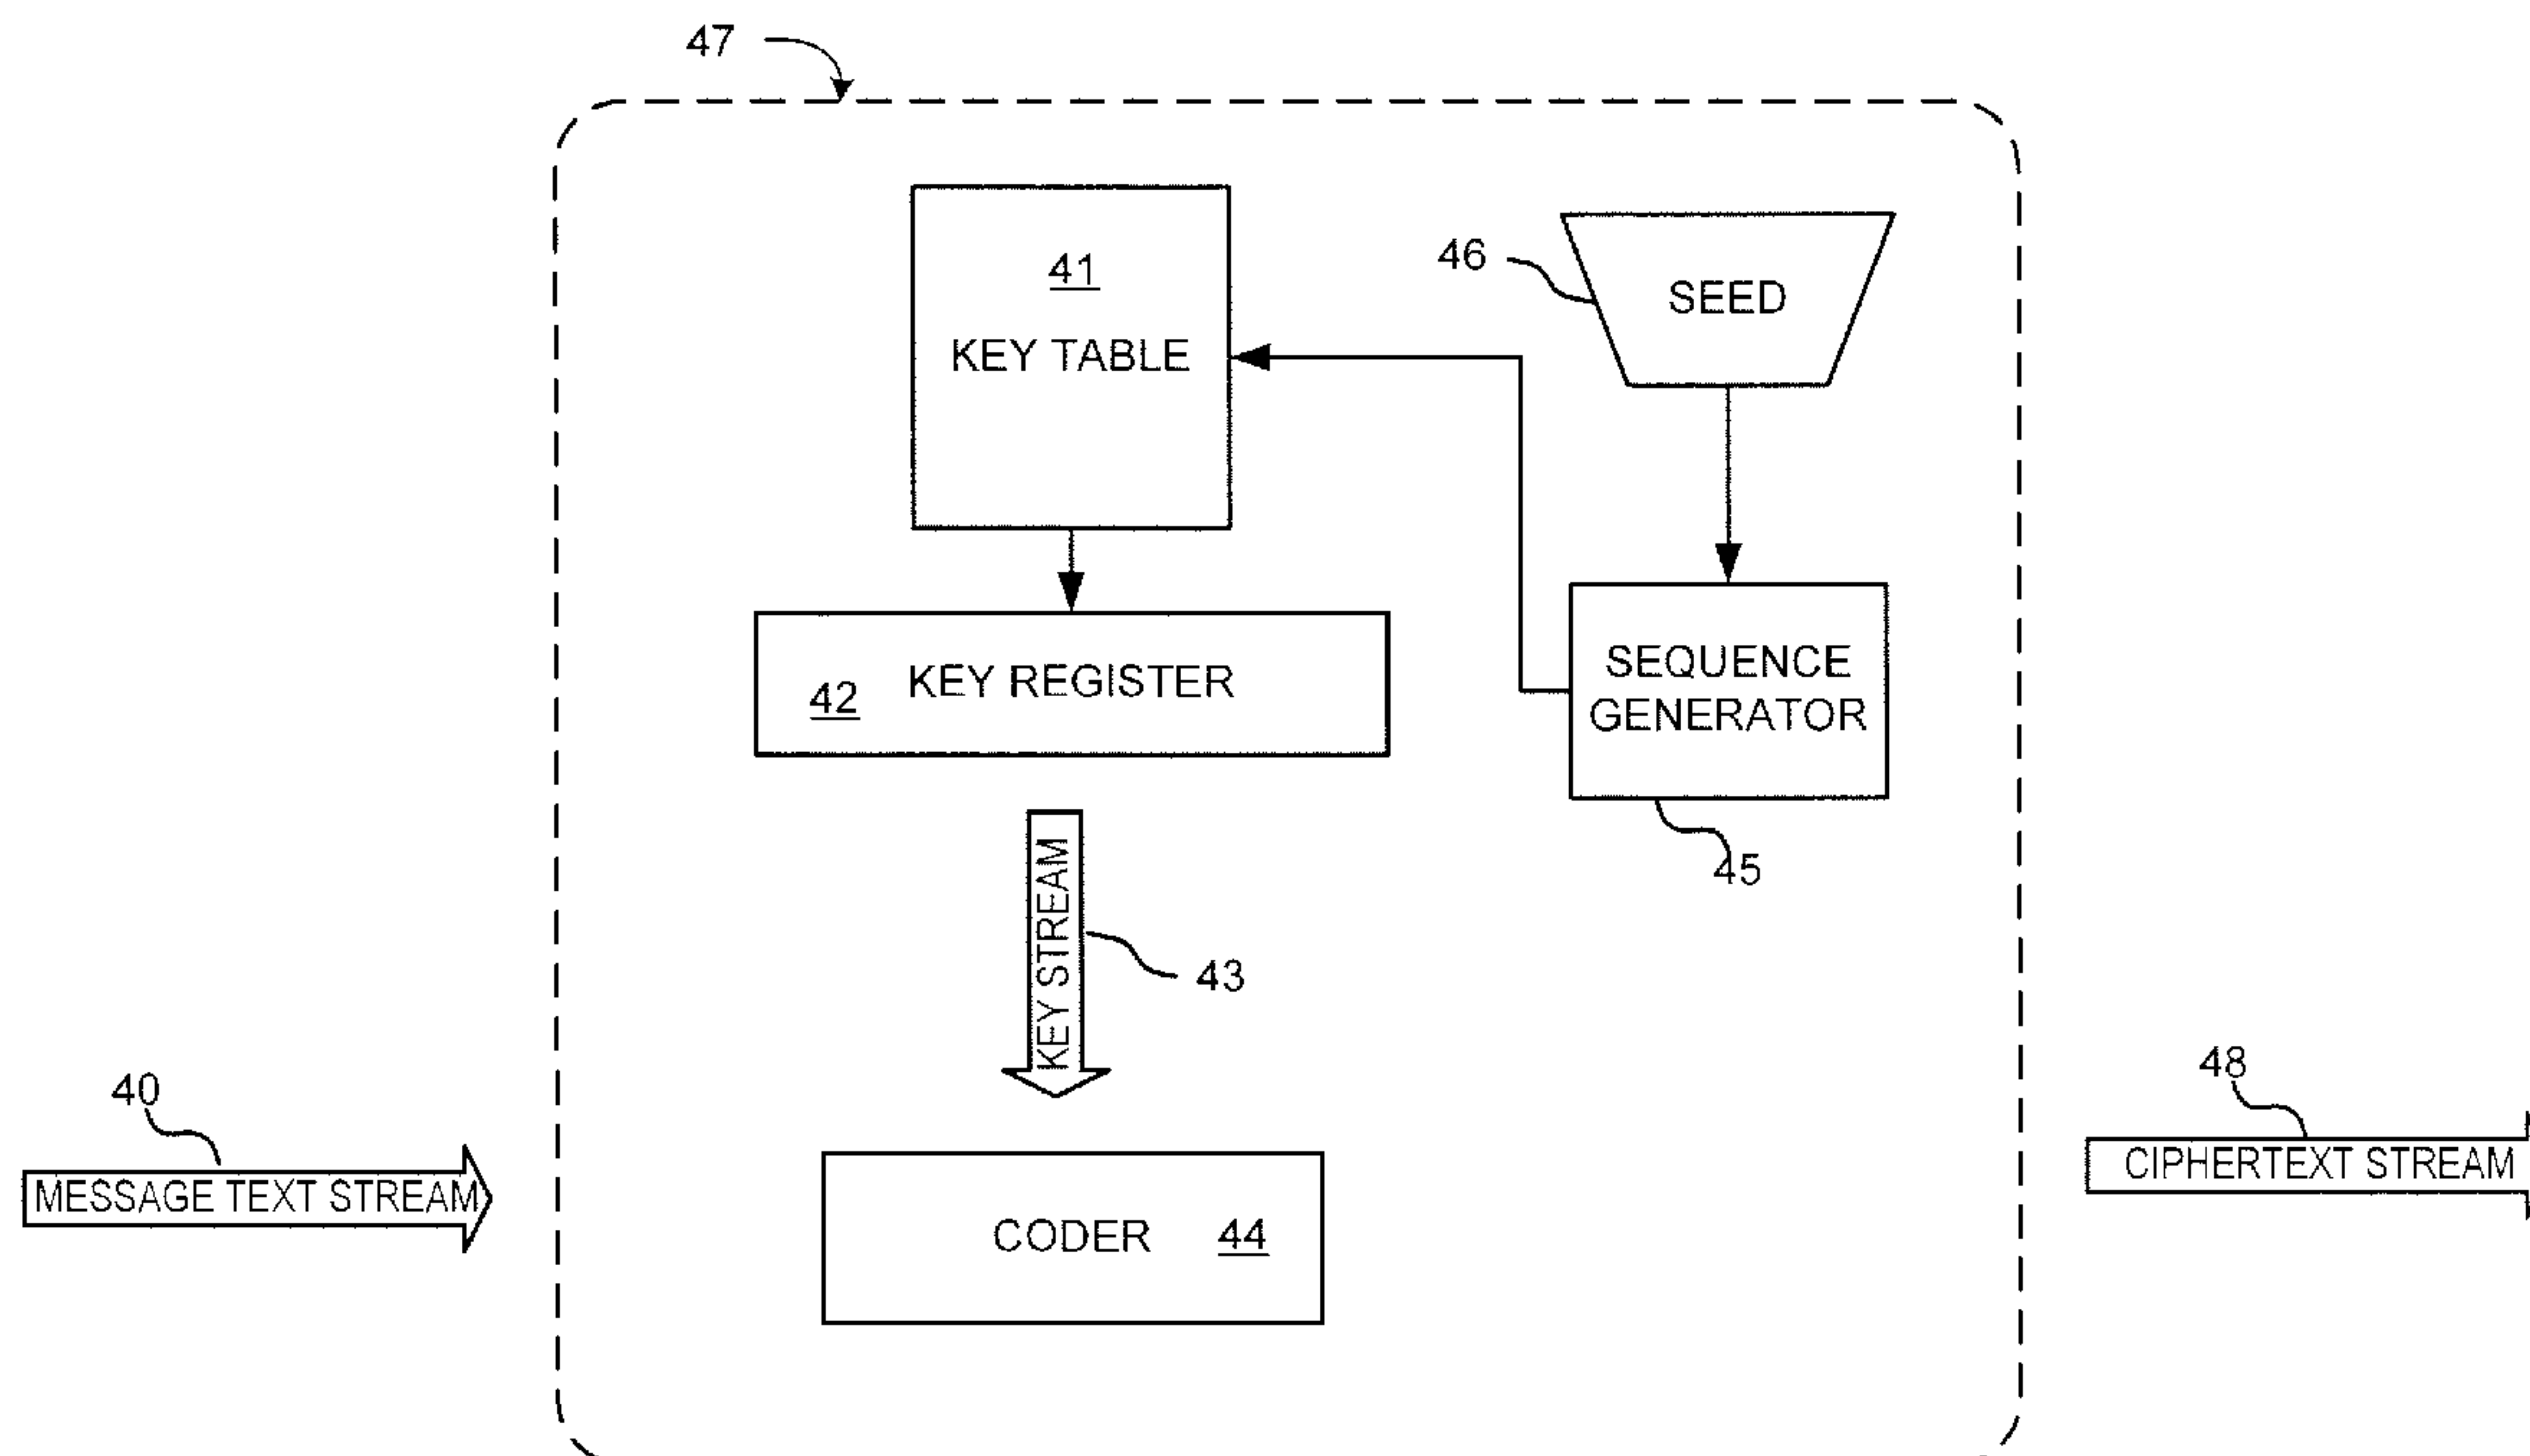 47
41
KEY TABLE
46
SEED
42
KEY REGISTER
SEQUENCE
GENERATOR
45
KEY STREAM
43
40
MESSAGE TEXT STREAM
CODER
44
48
CIPHERTEXT STREAM